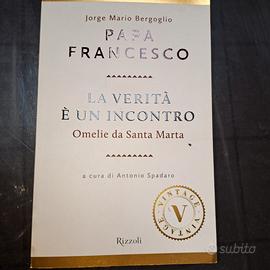 Jorge Mario Bergoglio
PAPA
FRANCESCO
LA VERITÀ
È UN INCONTRO
Omelie da Santa Marta
a cura di Antonio Spadaro
Rizzoli
VINTAGE
V
VINTAGE
subito